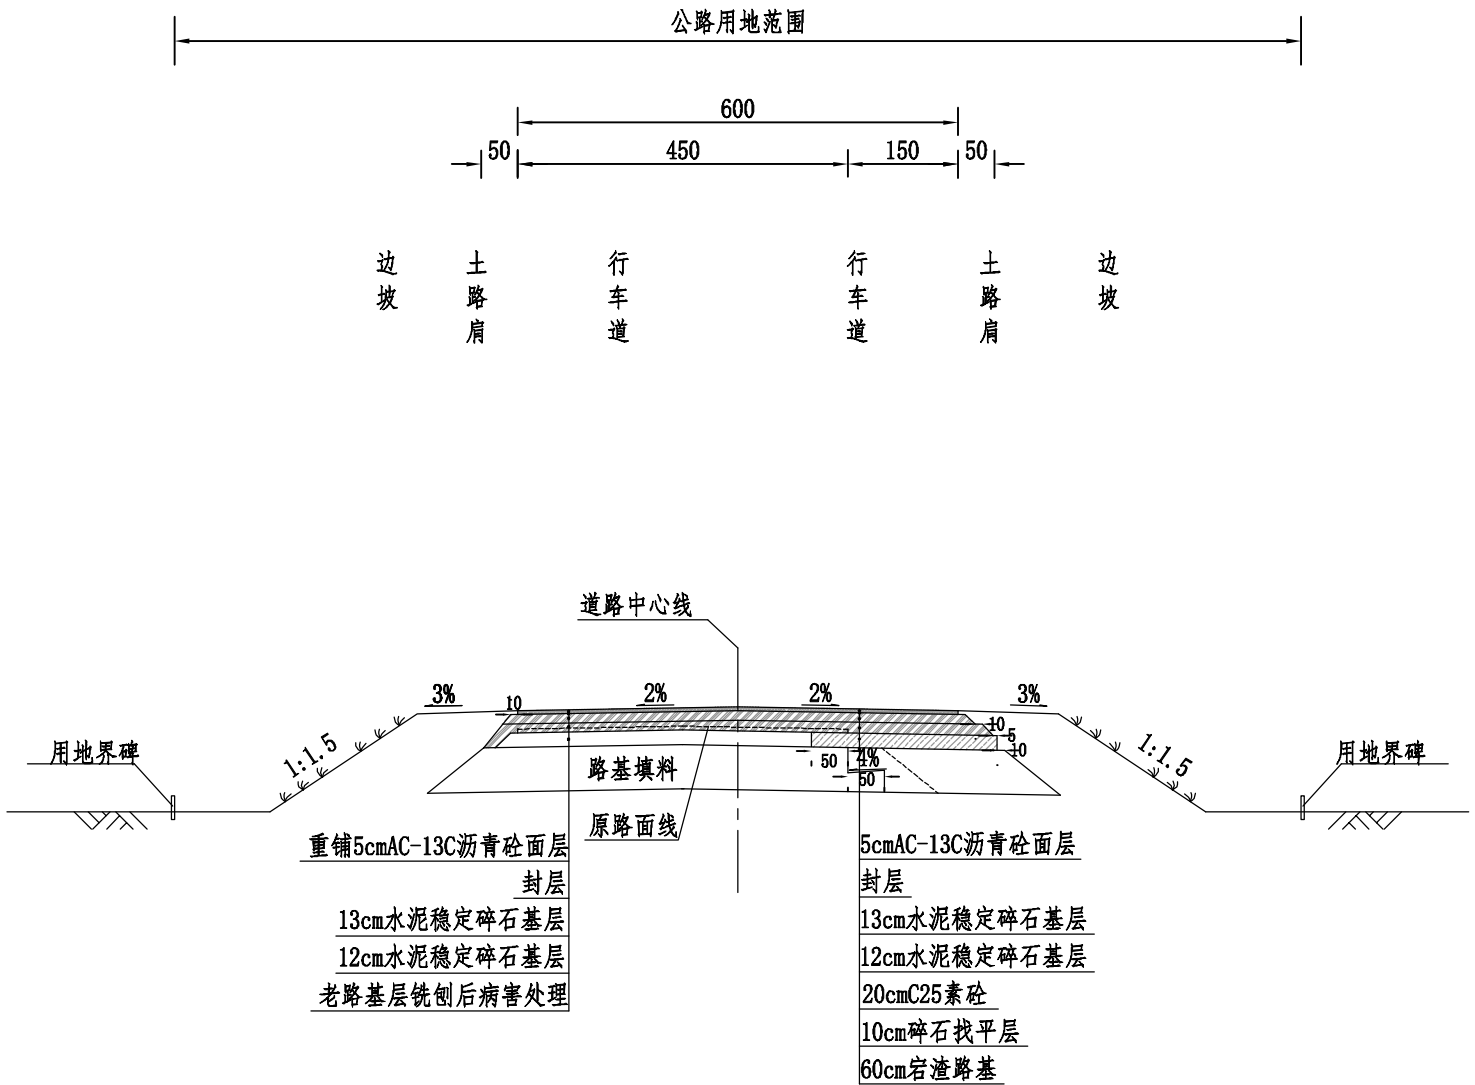 公路用地范围
600
50
450
150
50
边坡
土路肩
行车道
行车道
土路肩
边坡
道路中心线
3%
10
2%
2%
3%
10
5
10
1:1.5
1:1.5
用地界碑
用地界碑
路基填料
50
4%
50
原路面线
重铺5cmAC-13C沥青砼面层
封层
13cm水泥稳定碎石基层
12cm水泥稳定碎石基层
老路基层铣刨后病害处理
5cmAC-13C沥青砼面层
封层
13cm水泥稳定碎石基层
12cm水泥稳定碎石基层
20cmC25素砼
10cm碎石找平层
60cm宕渣路基